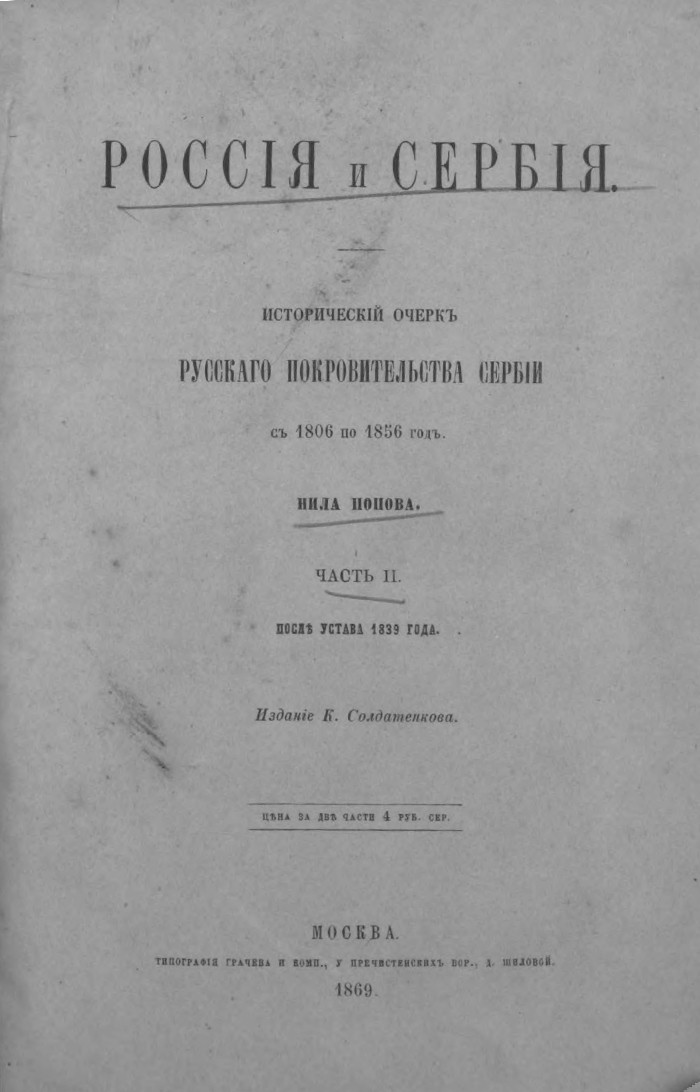 РОССІЯ и СЕРБІЯ.
ИСТОРИЧЕСКІЙ ОЧЕРКЪ
РУССКАГО ПОКРОВИТЕЛЬСТВА СЕРБІИ
съ 1806 по 1856 годъ.
НИЛА ПОПОВА.
ЧАСТЬ II.
ПОСЛѢ УСТАВА 1839 ГОДА.
Изданіе К. Солдатенкова.
ЦѢНА ЗА ДВѢ ЧАСТИ 4 РУБ. СЕР.
МОСКВА.
ТИПОГРАФІЯ ГРАЧЕВА И КОМП., У ПРЕЧИСТЕНСКИХЪ ВОР., Д. ШИЛОВОЙ.
1869.